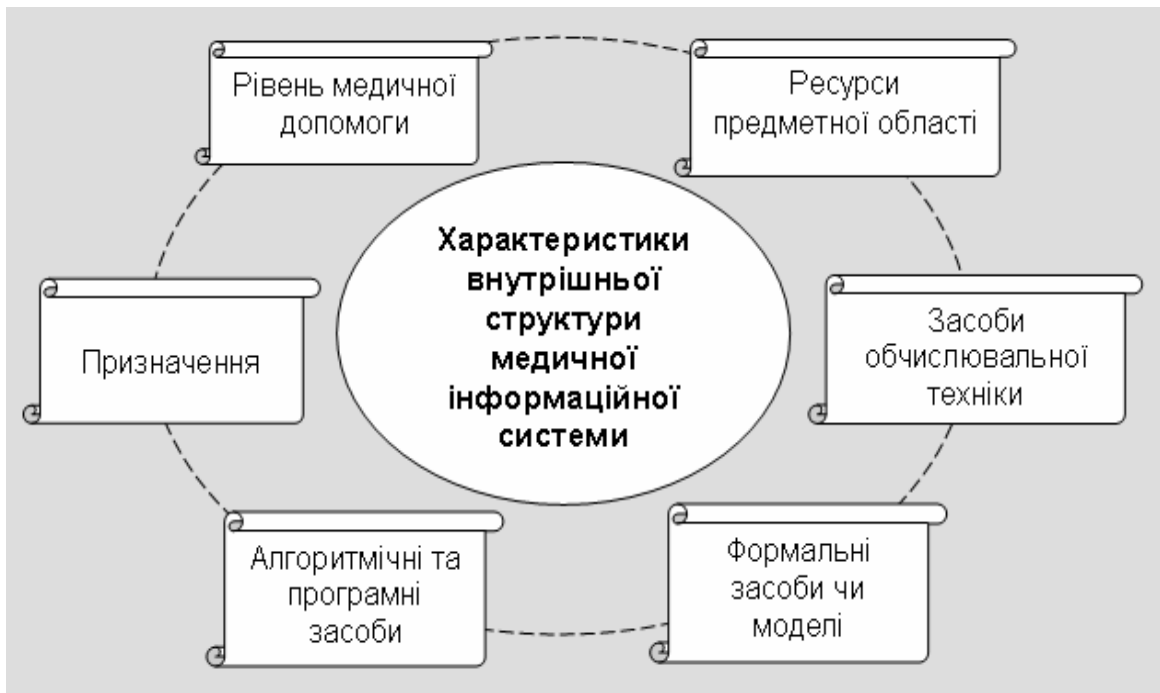 Рівень медичної
допомоги
Ресурси
предметної області
Характеристики
внутрішньої
структури
медичної
інформаційної
системи
Призначення
Засоби
обчислювальної
техніки
Алгоритмічні та
програмні
засоби
Формальні
засоби чи
моделі